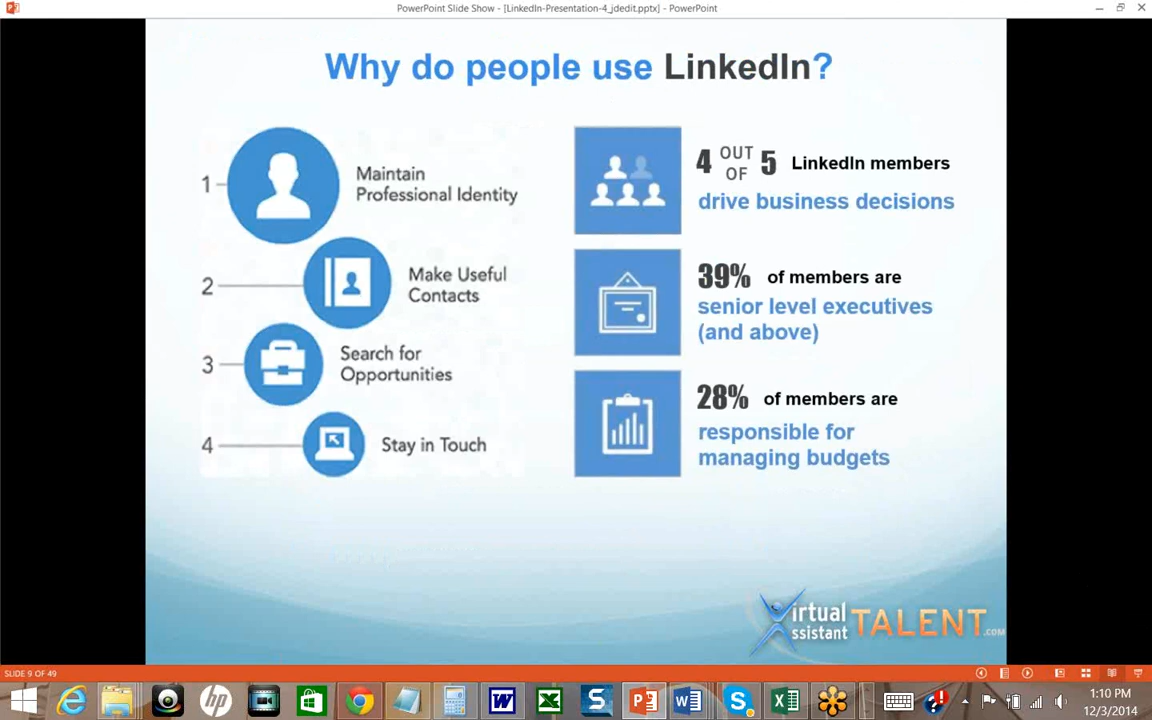 PowerPoint Slide Show - [LinkedIn-Presentation-4_jdedit.pptx] - PowerPoint
Why do people use LinkedIn?
1
Maintain
Professional Identity
2
Make Useful
Contacts
3
Search for
Opportunities
4
Stay in Touch
4 OUT OF 5 LinkedIn members
drive business decisions
39% of members are
senior level executives
(and above)
28% of members are
responsible for
managing budgets
Virtual
Assistant
TALENT.COM
SLIDE 9 OF 49
hp
1:10 PM
12/3/2014